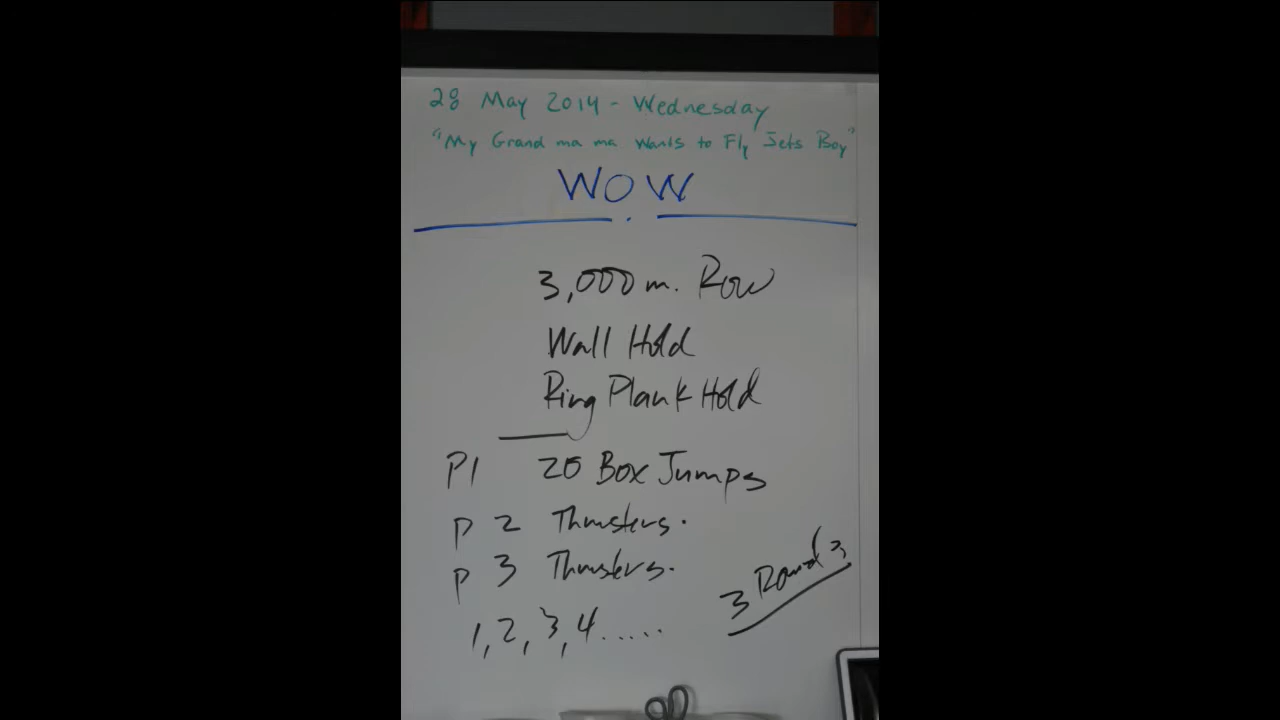 28 May 2014 - Wednesday
"My Grand ma ma Wants to Fly Jets Boy"
WOW
3,000 m. Row
Wall Hold
Ring Plank Hold
P1 20 Box Jumps
P 2 Thrusters.
P 3 Thrusters.
3 Rounds
1, 2, 3, 4.....